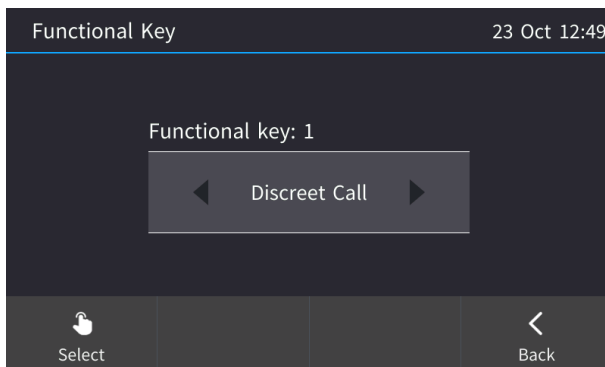 Functional Key 23 Oct 12:49
Functional key: 1
Discreet Call
Select Back